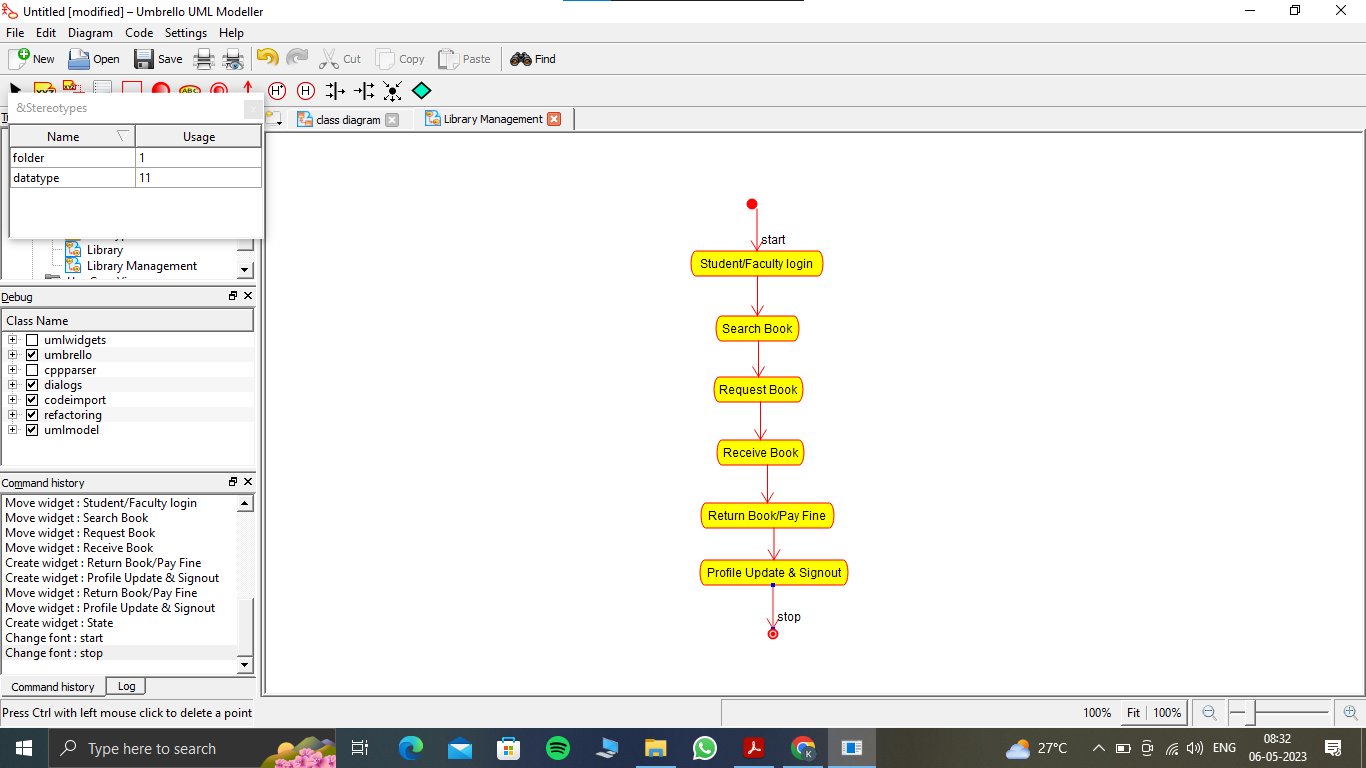 Untitled [modified] – Umbrello UML Modeller
File Edit Diagram Code Settings Help
New Open Save Cut Copy Paste Find
&Stereotypes
Name Usage
folder 1
datatype 11
class diagram Library Management
Library
Library Management
Debug
Class Name
umlwidgets
umbrello
cppparser
dialogs
codeimport
refactoring
umlmodel
Command history
Move widget : Student/Faculty login
Move widget : Search Book
Move widget : Request Book
Move widget : Receive Book
Create widget : Return Book/Pay Fine
Create widget : Profile Update & Signout
Move widget : Return Book/Pay Fine
Move widget : Profile Update & Signout
Create widget : State
Change font : start
Change font : stop
Command history Log
start
Student/Faculty login
Search Book
Request Book
Receive Book
Return Book/Pay Fine
Profile Update & Signout
stop
Press Ctrl with left mouse click to delete a point
100% Fit 100%
Type here to search
27°C
ENG
08:32
06-05-2023